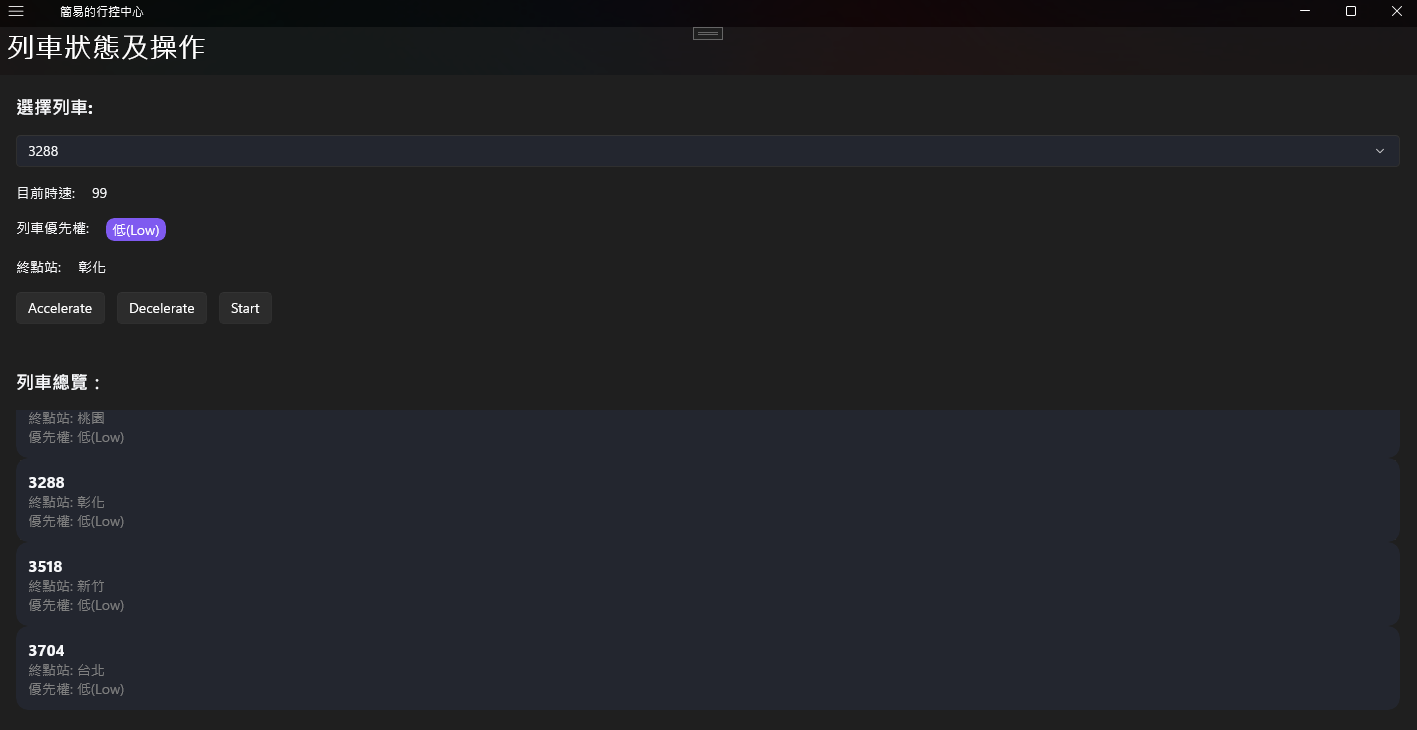 簡易的行控中心
列車狀態及操作
選擇列車:
3288
目前時速: 99
列車優先權: 低(Low)
終點站: 彰化
Accelerate Decelerate Start
列車總覽：
終點站: 桃園
優先權: 低(Low)
3288
終點站: 彰化
優先權: 低(Low)
3518
終點站: 新竹
優先權: 低(Low)
3704
終點站: 台北
優先權: 低(Low)